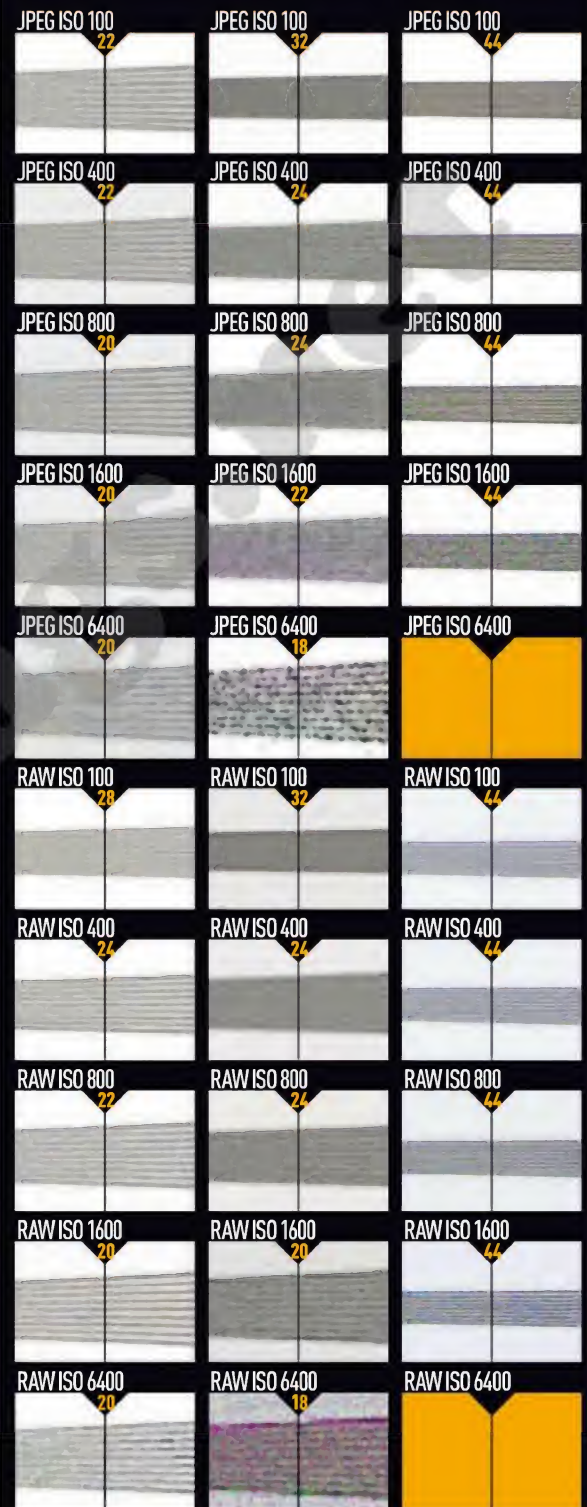 JPEG ISO 100 JPEG ISO 100 JPEG ISO 100
22 32 44
JPEG ISO 400 JPEG ISO 400 JPEG ISO 400
22 24 44
JPEG ISO 800 JPEG ISO 800 JPEG ISO 800
20 24 44
JPEG ISO 1600 JPEG ISO 1600 JPEG ISO 1600
20 22 44
JPEG ISO 6400 JPEG ISO 6400 JPEG ISO 6400
20 18
RAW ISO 100 RAW ISO 100 RAW ISO 100
28 32 44
RAW ISO 400 RAW ISO 400 RAW ISO 400
24 24 44
RAW ISO 800 RAW ISO 800 RAW ISO 800
22 24 44
RAW ISO 1600 RAW ISO 1600 RAW ISO 1600
20 20 44
RAW ISO 6400 RAW ISO 6400 RAW ISO 6400
20 18